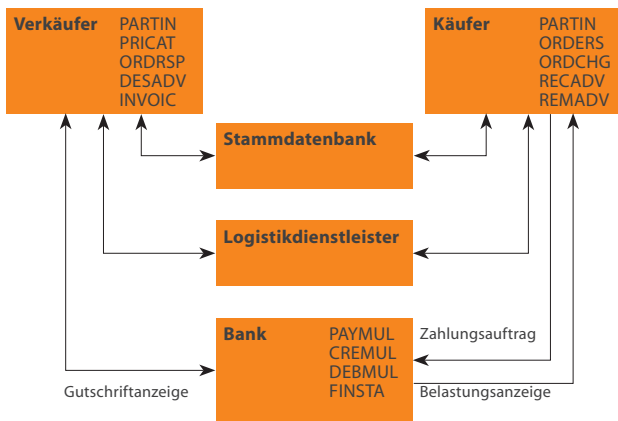 Verkäufer PARTIN
PRICAT
ORDRSP
DESADV
INVOIC
Käufer PARTIN
ORDERS
ORDCHG
RECADV
REMADV
Stammdatenbank
Logistikdienstleister
Bank PAYMUL
CREMUL
DEBMUL
FINSTA
Zahlungsauftrag
Gutschriftanzeige
Belastungsanzeige